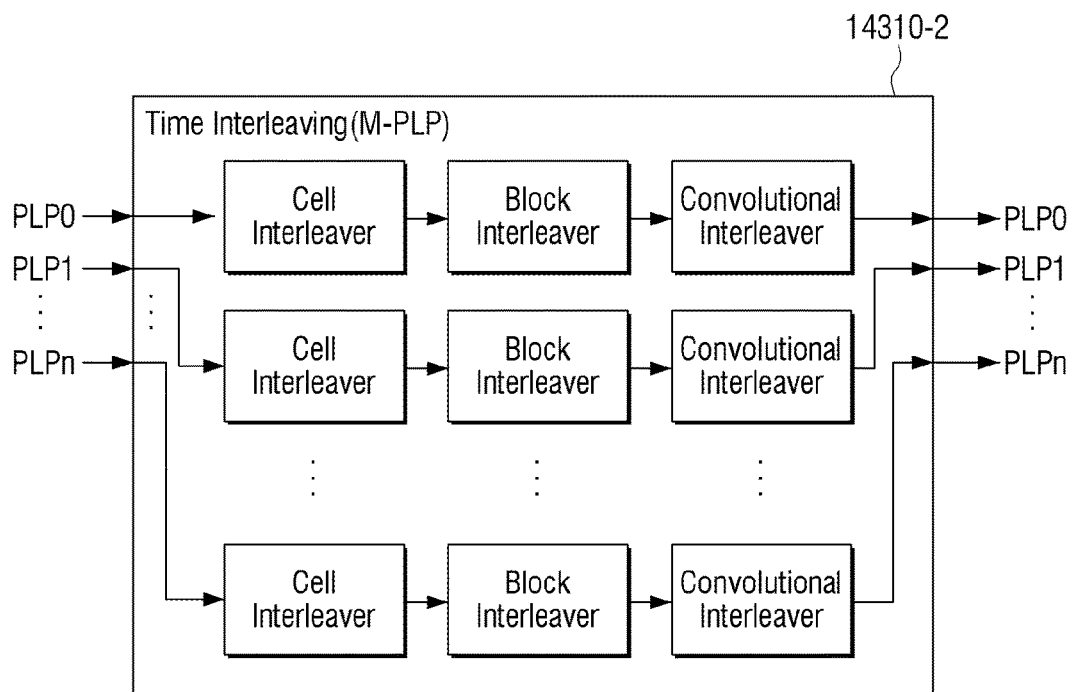 14310-2
Time Interleaving(M-PLP)
PLP0
Cell
Interleaver
Block
Interleaver
Convolutional
Interleaver
PLP0
PLP1
Cell
Interleaver
Block
Interleaver
Convolutional
Interleaver
PLP1
PLPn
Cell
Interleaver
Block
Interleaver
Convolutional
Interleaver
PLPn